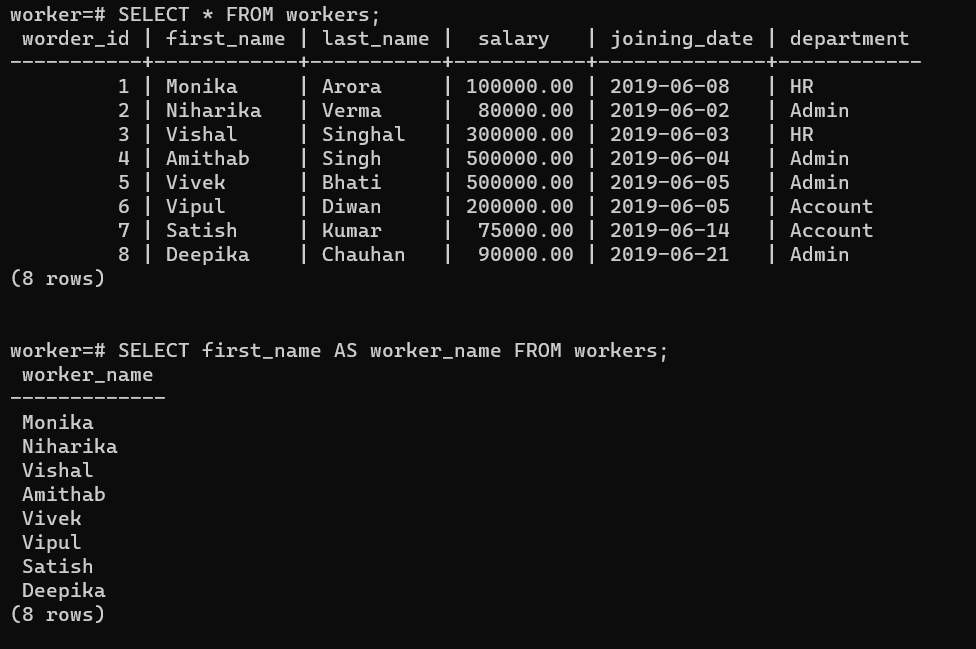 worker=# SELECT * FROM workers;
 worder_id | first_name | last_name |  salary   | joining_date | department
-----------+------------+-----------+-----------+--------------+------------
         1 | Monika     | Arora     | 100000.00 | 2019-06-08   | HR
         2 | Niharika   | Verma     |  80000.00 | 2019-06-02   | Admin
         3 | Vishal     | Singhal   | 300000.00 | 2019-06-03   | HR
         4 | Amithab    | Singh     | 500000.00 | 2019-06-04   | Admin
         5 | Vivek      | Bhati     | 500000.00 | 2019-06-05   | Admin
         6 | Vipul      | Diwan     | 200000.00 | 2019-06-05   | Account
         7 | Satish     | Kumar     |  75000.00 | 2019-06-14   | Account
         8 | Deepika    | Chauhan   |  90000.00 | 2019-06-21   | Admin
(8 rows)


worker=# SELECT first_name AS worker_name FROM workers;
 worker_name
-------------
 Monika
 Niharika
 Vishal
 Amithab
 Vivek
 Vipul
 Satish
 Deepika
(8 rows)